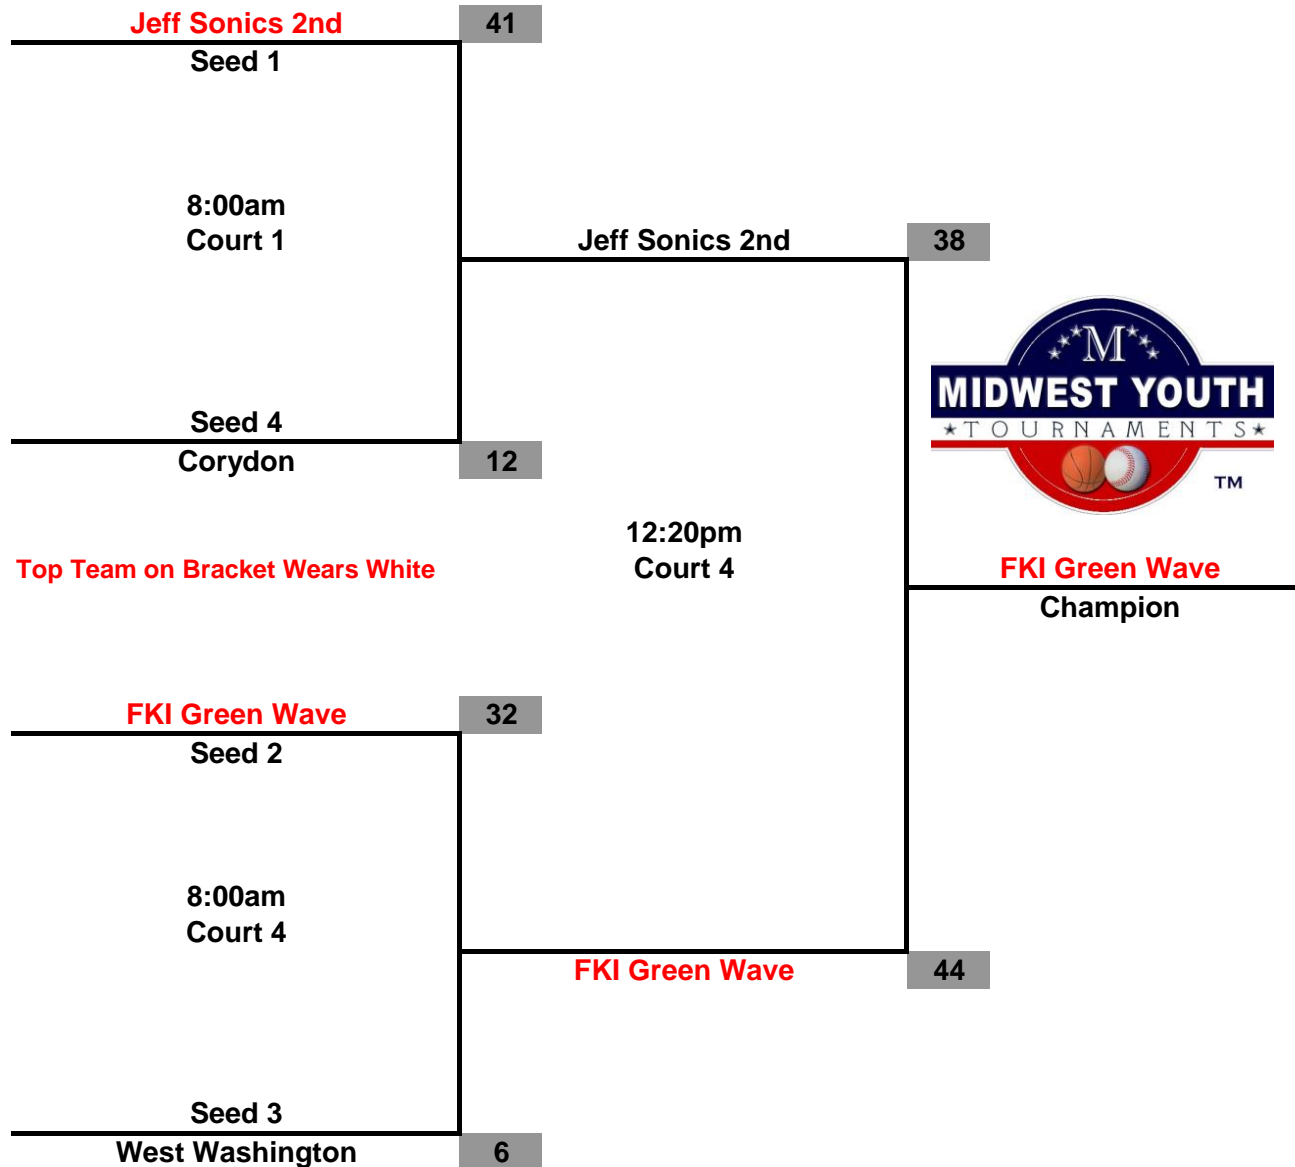 Jeff Sonics 2nd 41
Seed 1
8:00am
Court 1
Jeff Sonics 2nd 38
M
MIDWEST YOUTH
★TOURNAMENTS★
TM
Seed 4
Corydon 12
12:20pm
Top Team on Bracket Wears White Court 4 FKI Green Wave
Champion
FKI Green Wave 32
Seed 2
8:00am
Court 4
FKI Green Wave 44
Seed 3
West Washington 6